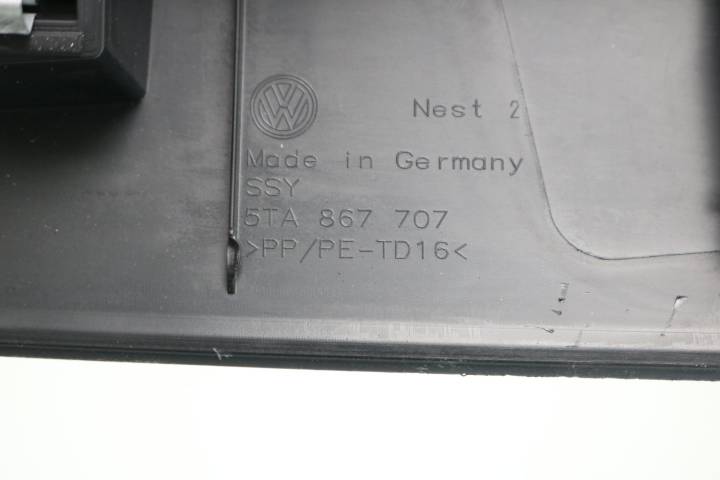 Nest 2
Made in Germany
SSY
5TA 867 707
>PP/PE-TD16<